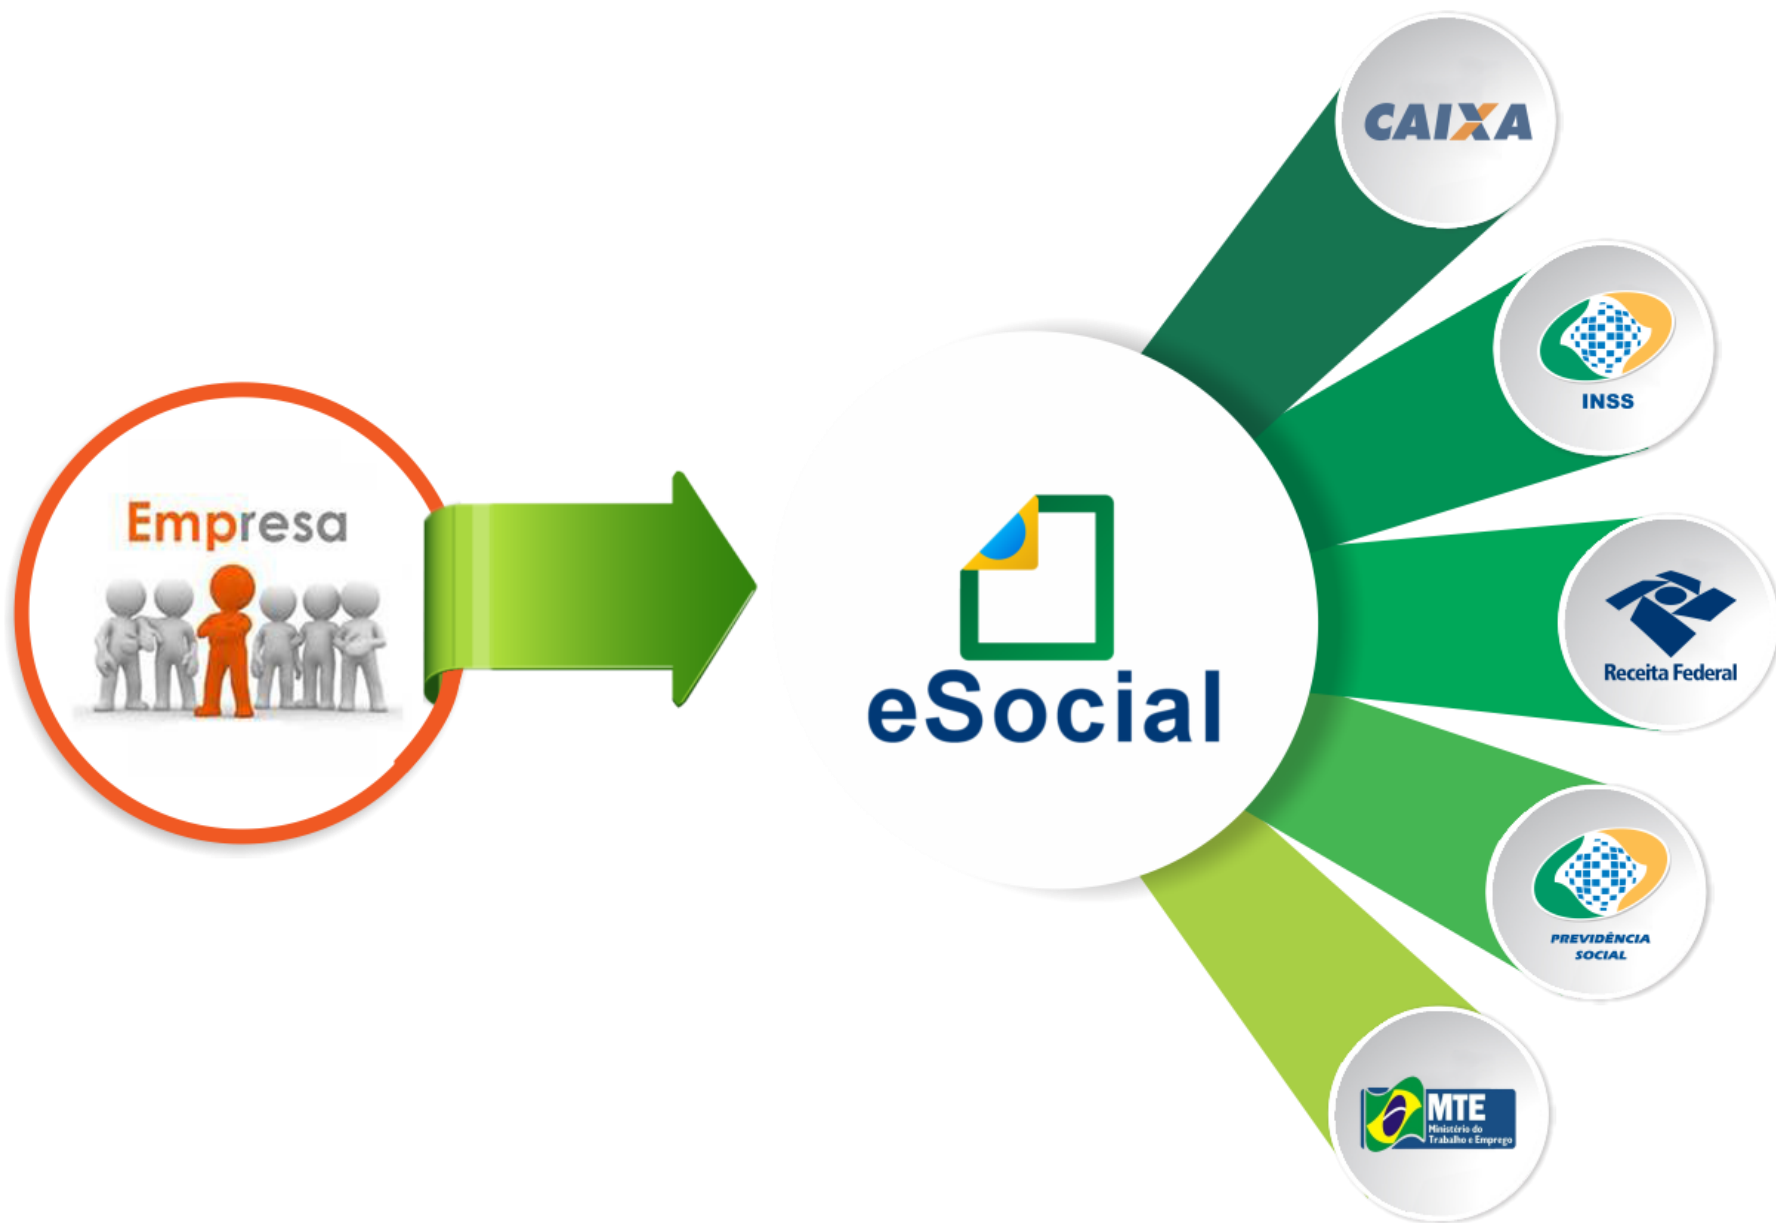 Empresa
eSocial
CAIXA
INSS
Receita Federal
PREVIDÊNCIA
SOCIAL
MTE
Ministério do
Trabalho e Emprego